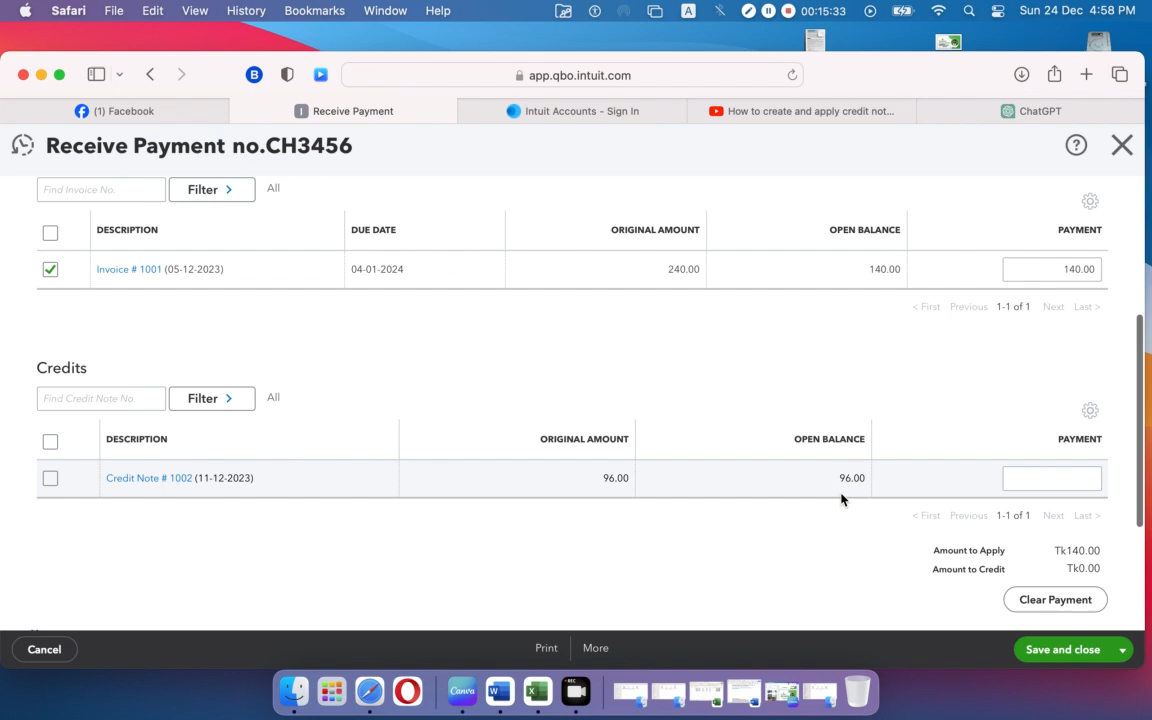 Safari File Edit View History Bookmarks Window Help A 00:15:33 Sun 24 Dec 4:58 PM
B app.qbo.intuit.com
(1) Facebook I Receive Payment Intuit Accounts - Sign In How to create and apply credit not... ChatGPT
Receive Payment no.CH3456 ?
Find Invoice No. Filter > All
DESCRIPTION DUE DATE ORIGINAL AMOUNT OPEN BALANCE PAYMENT
Invoice # 1001 (05-12-2023) 04-01-2024 240.00 140.00 140.00
< First Previous 1-1 of 1 Next Last >
Credits
Find Credit Note No. Filter > All
DESCRIPTION ORIGINAL AMOUNT OPEN BALANCE PAYMENT
Credit Note # 1002 (11-12-2023) 96.00 96.00
< First Previous 1-1 of 1 Next Last >
Amount to Apply Tk140.00
Amount to Credit Tk0.00
Clear Payment
Cancel Print More Save and close
Canva W X REC